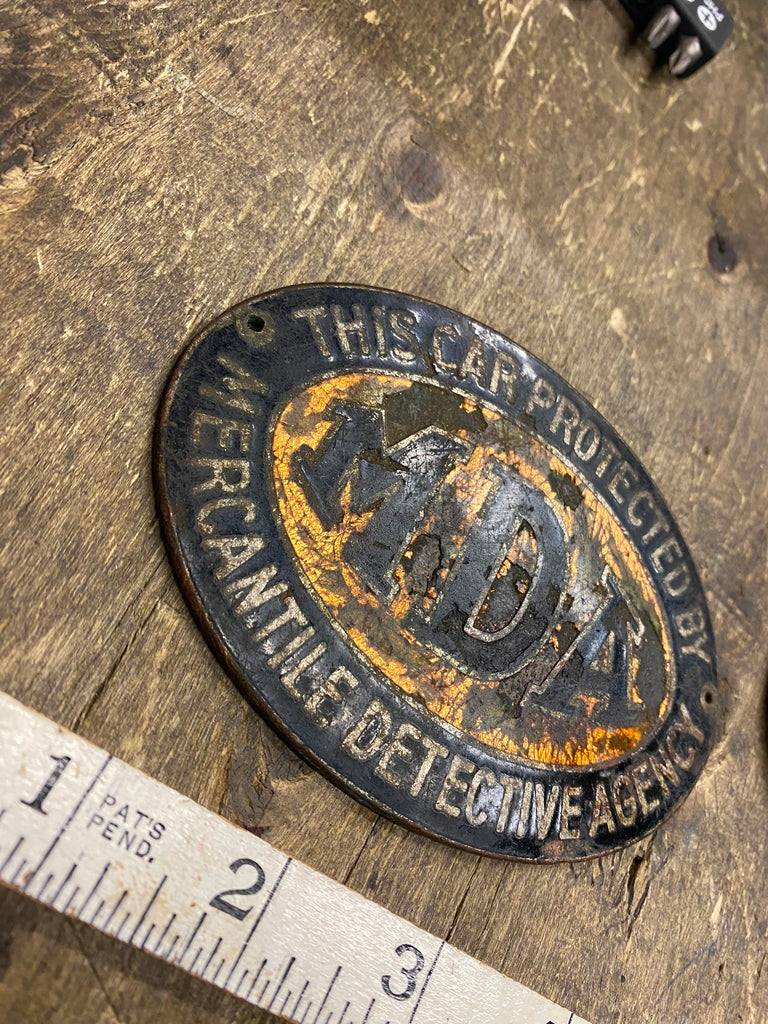 THIS CAR PROTECTED BY
MDA
MERCANTILE DETECTIVE AGENCY
1
PAT'S
PEND.
2
3